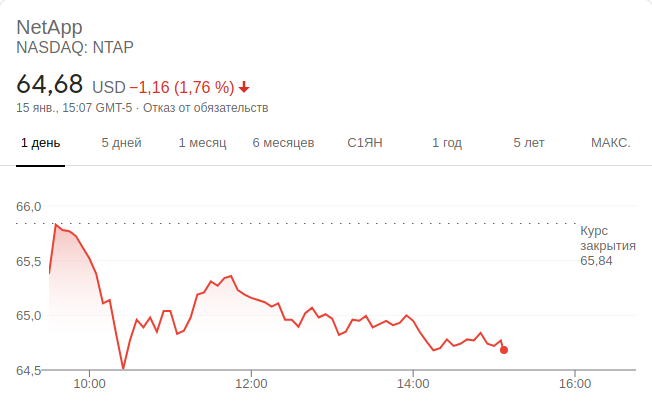 NetApp
NASDAQ: NTAP
64,68 USD −1,16 (1,76 %)
15 янв., 15:07 GMT-5 · Отказ от обязательств
1 день 5 дней 1 месяц 6 месяцев С1ЯН 1 год 5 лет МАКС.
66,0
Курс
закрытия
65,84
65,5
65,0
64,5
10:00 12:00 14:00 16:00